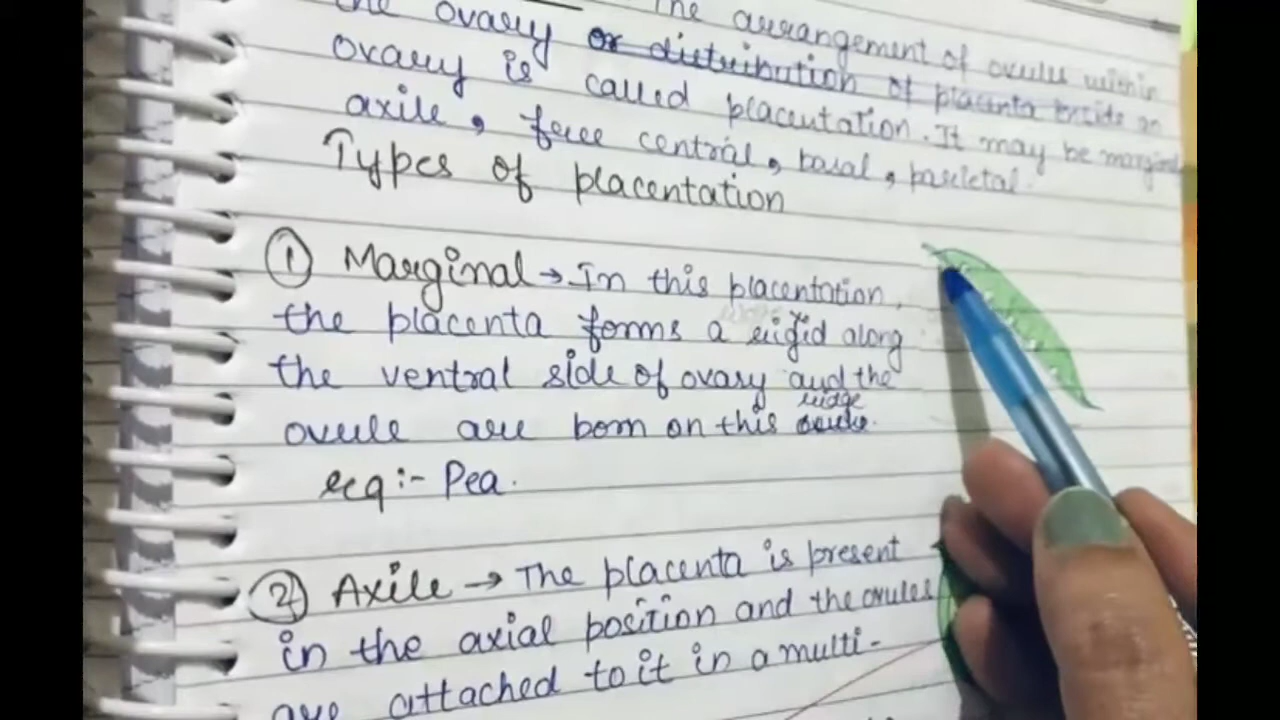 the ovary The arrangement of ovules within
ovary is or distribution of placenta beside an
axile, called placentation. It may be marginal
free central, basal, parietal.
Types of placentation
① Marginal → In this placentation,
the placenta forms a rigid along
the ventral side of ovary and the
ridge
ovule are born on this
ecg :- Pea.
② Axile → The placenta is present
in the axial position and the ovules
are attached to it in a multi-